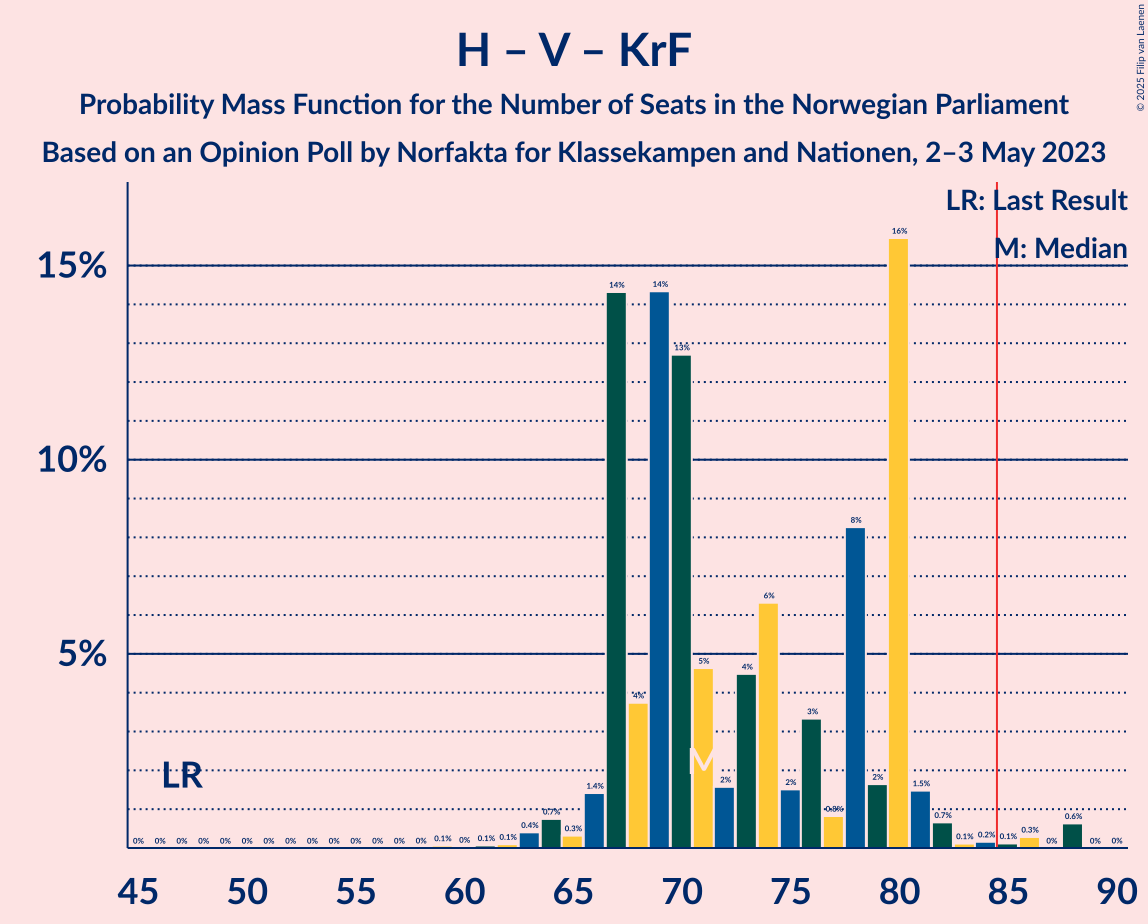 H – V – KrF
Probability Mass Function for the Number of Seats in the Norwegian Parliament
Based on an Opinion Poll by Norfakta for Klassekampen and Nationen, 2–3 May 2023
© 2025 Filip van Laenen
LR: Last Result
M: Median
15%
10%
5%
LR
M
0% 0% 0% 0% 0% 0% 0% 0% 0% 0% 0% 0% 0% 0% 0.1% 0% 0.1% 0.1% 0.4% 0.7% 0.3% 1.4% 14% 4% 14% 13% 5% 2% 4% 6% 2% 3% 0.8% 8% 2% 16% 1.5% 0.7% 0.1% 0.2% 0.1% 0.3% 0% 0.6% 0% 0%
45 50 55 60 65 70 75 80 85 90